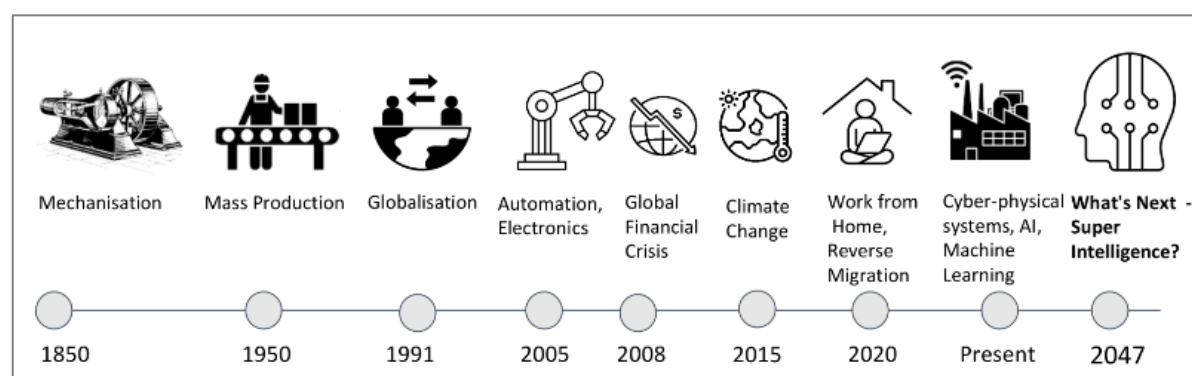 $
Mechanisation
Mass Production
Globalisation
Automation,
Electronics
Global
Financial
Crisis
Climate
Change
Work from
Home,
Reverse
Migration
Cyber-physical
systems, AI,
Machine
Learning
What's Next -
Super
Intelligence?
1850
1950
1991
2005
2008
2015
2020
Present
2047